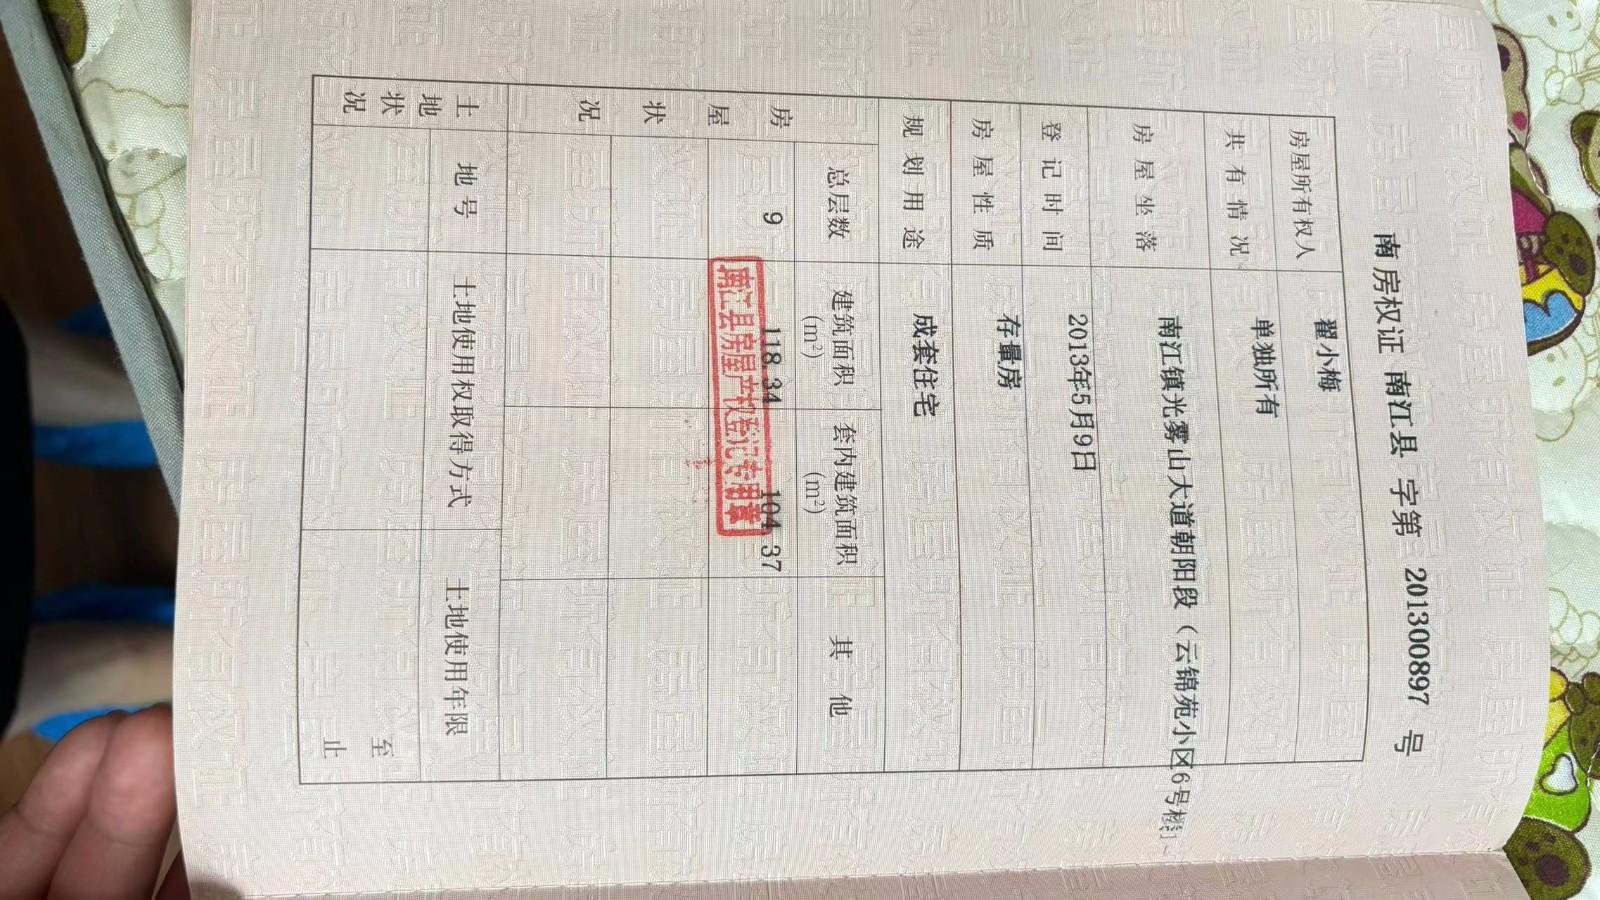 南房权证 南江县 字第 201300897 号
房屋所有权人 翟小梅
共有情况 单独所有
房屋坐落 南江镇光雾山大道朝阳段（云锦苑小区6号楼1-
登记时间 2013年5月9日
房屋性质 存量房
规划用途 成套住宅
房屋状况
总层数 建筑面积(m²) 套内建筑面积(m²) 其他
9 118.34 104.37
南江县房屋产权登记专用章
土地状况
地号 土地使用权取得方式 土地使用年限
至
止